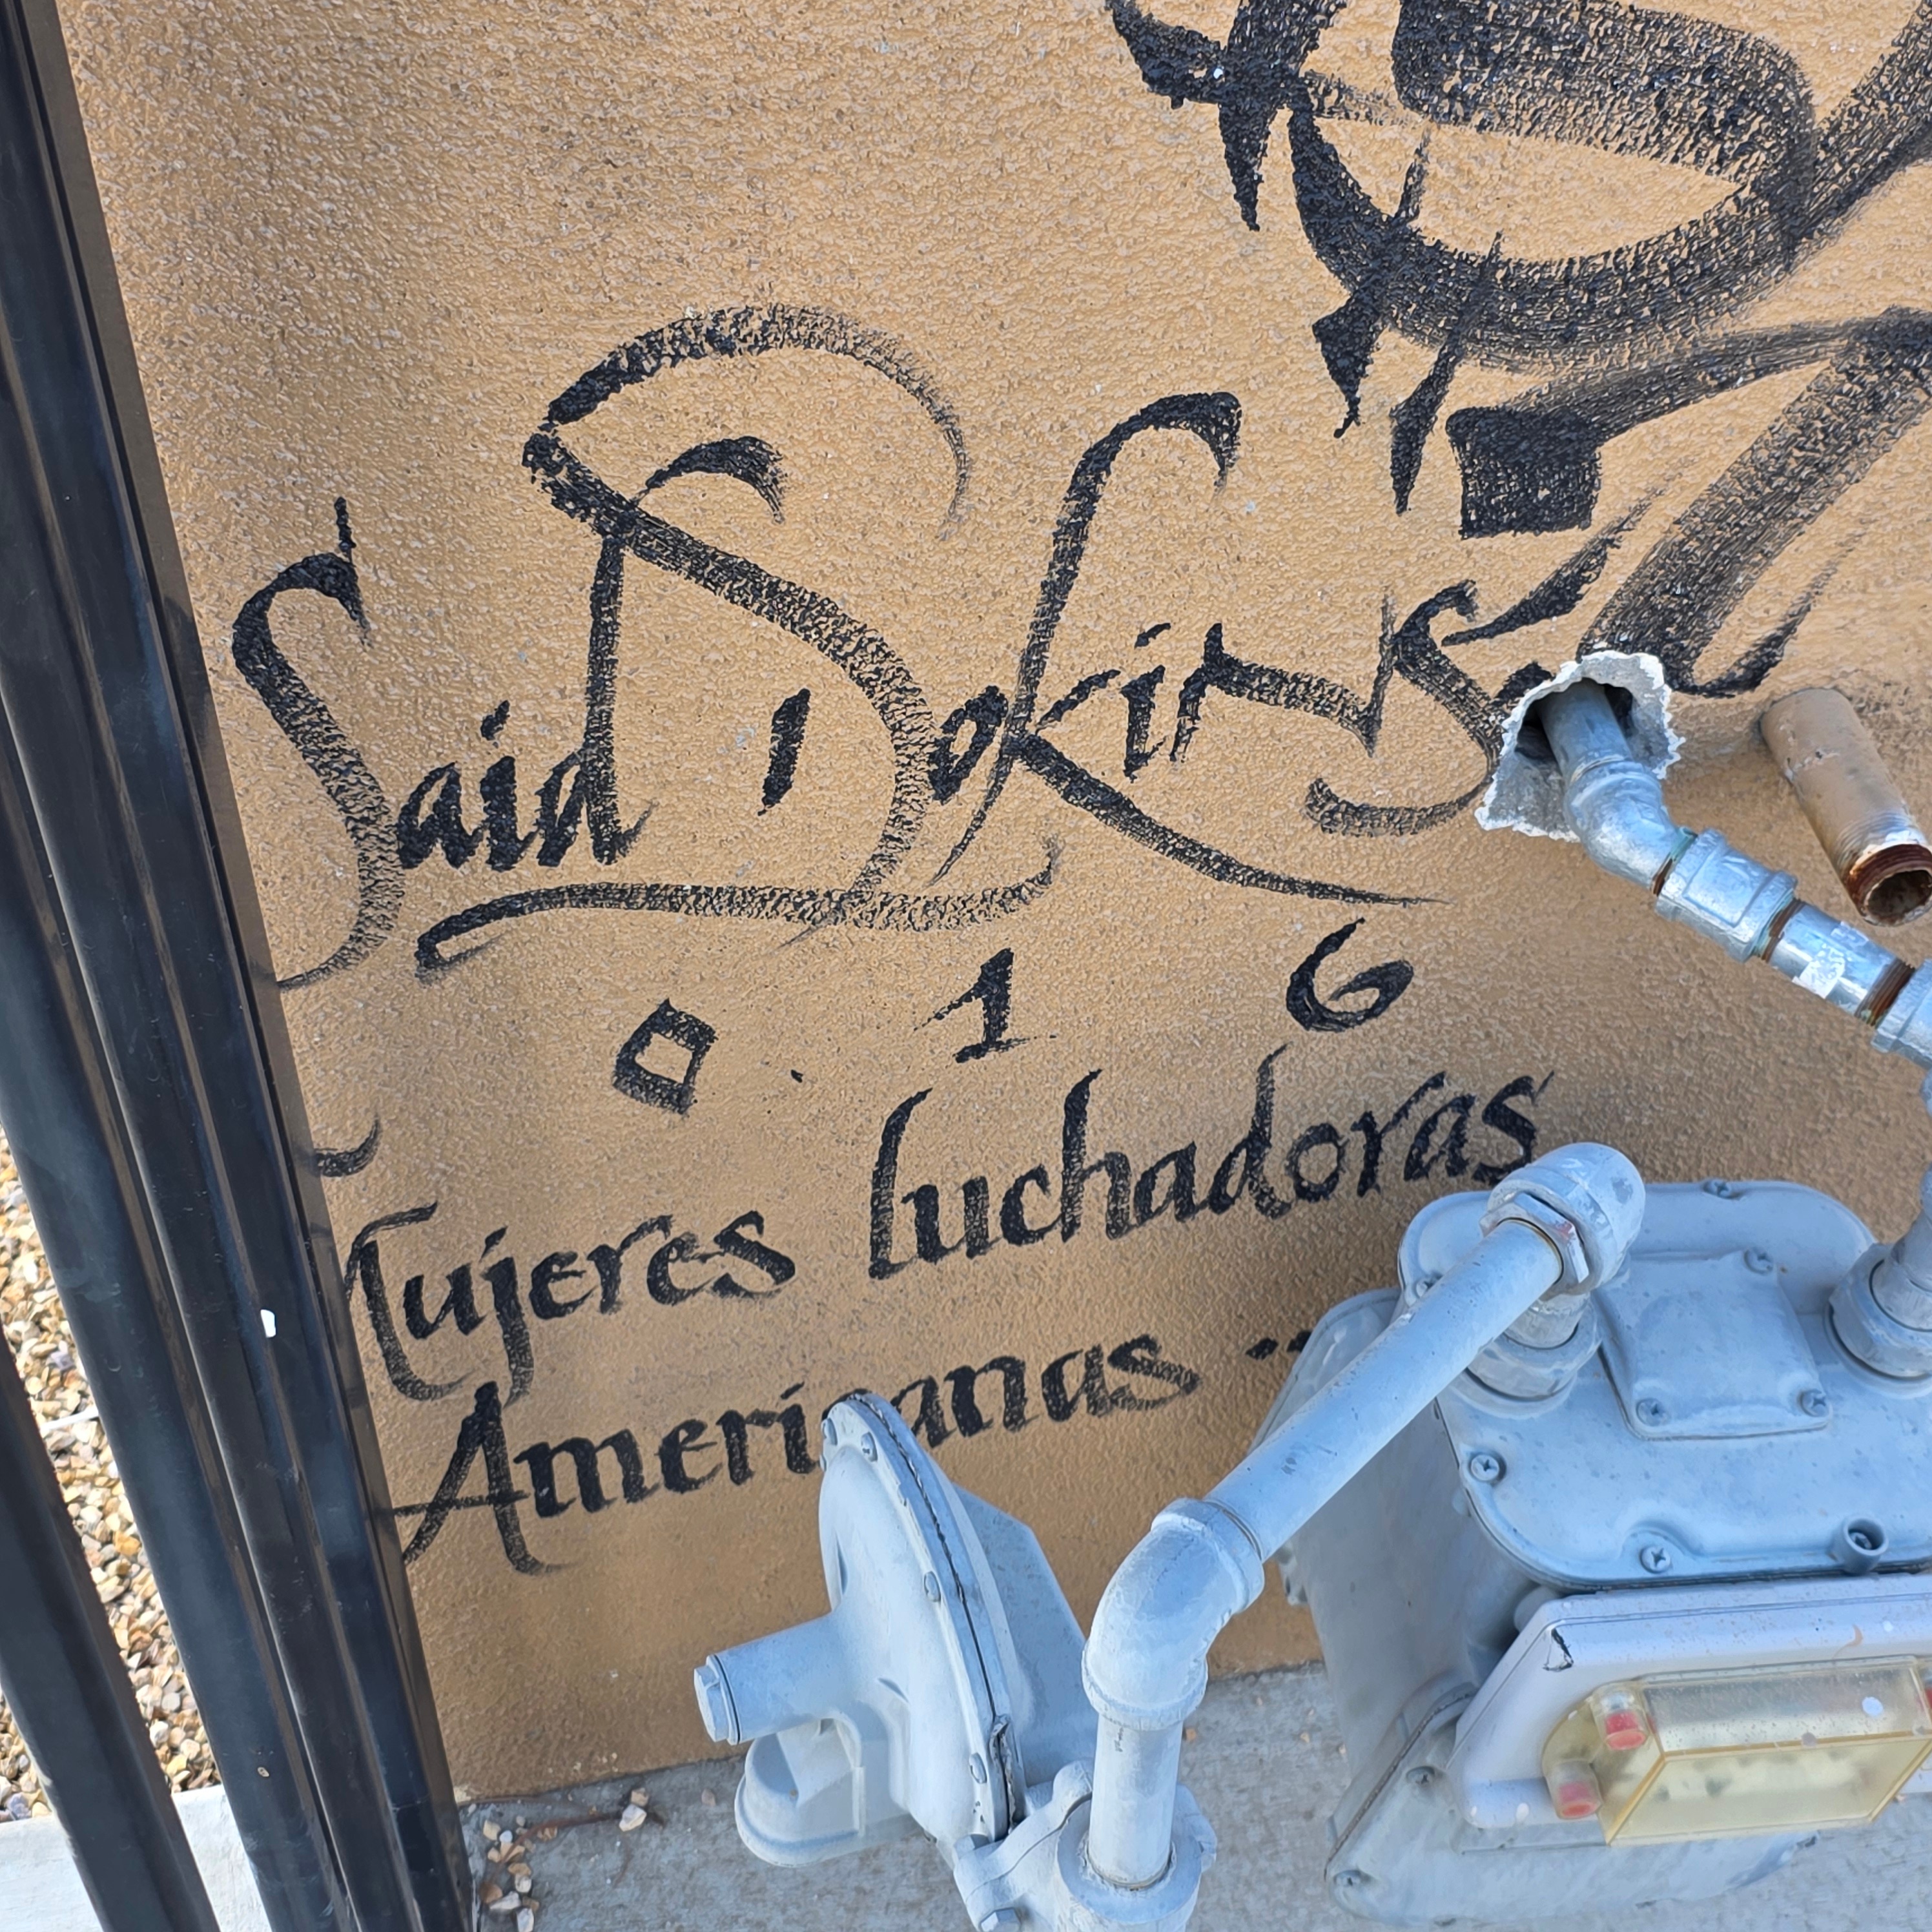 Said Dokins
0 . 1 6
Mujeres luchadoras
Americanas ..